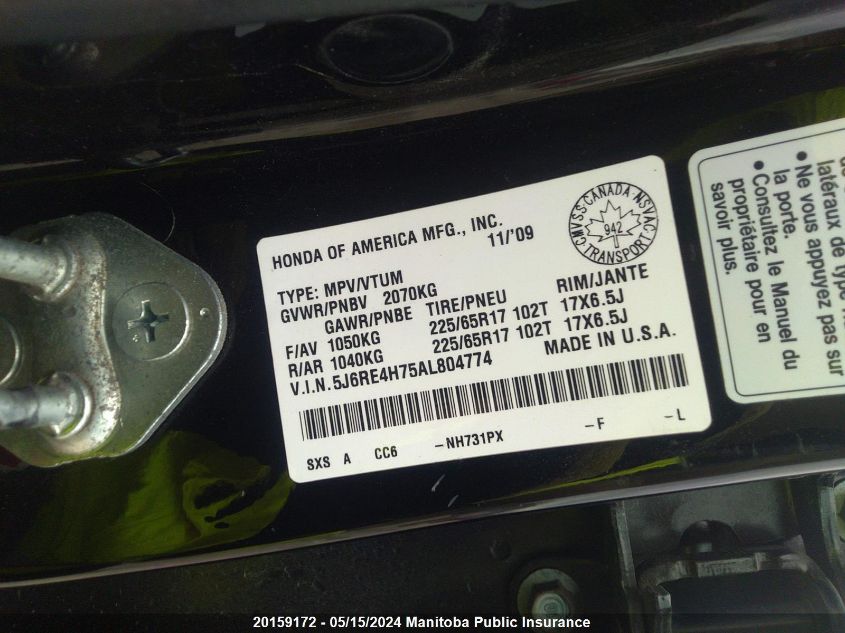 HONDA OF AMERICA MFG., INC.
11/'09
TYPE: MPV/VTUM
GVWR/PNBV 2070KG
GAWR/PNBE TIRE/PNEU RIM/JANTE
F/AV 1050KG 225/65R17 102T 17X6.5J
R/AR 1040KG 225/65R17 102T 17X6.5J
V.I.N. 5J6RE4H75AL804774 MADE IN U.S.A.
SXS A CC6 -NH731PX -F -L
CMVSS-CANADA-NSVAC
942
TRANSPORT
latéraux de type
• Ne vous appuyez pas sur
la porte.
• Consultez le Manuel du
propriétaire pour en
savoir plus.
20159172 - 05/15/2024 Manitoba Public Insurance